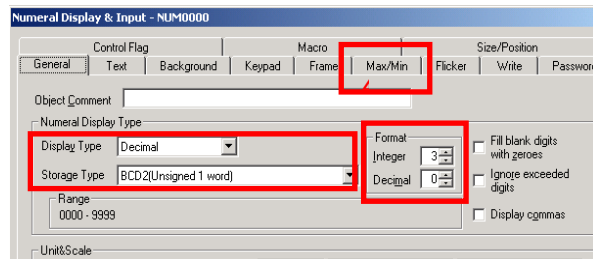 Numeral Display & Input - NUM0000
Control Flag Macro Size/Position
General Text Background Keypad Frame Max/Min Flicker Write Passwor
Object Comment
Numeral Display Type
Display Type Decimal
Storage Type BCD2(Unsigned 1 word)
Format
Integer 3
Decimal 0
Fill blank digits
with zeroes
Ignore exceeded
digits
Display commas
Range
0000 - 9999
Unit&Scale